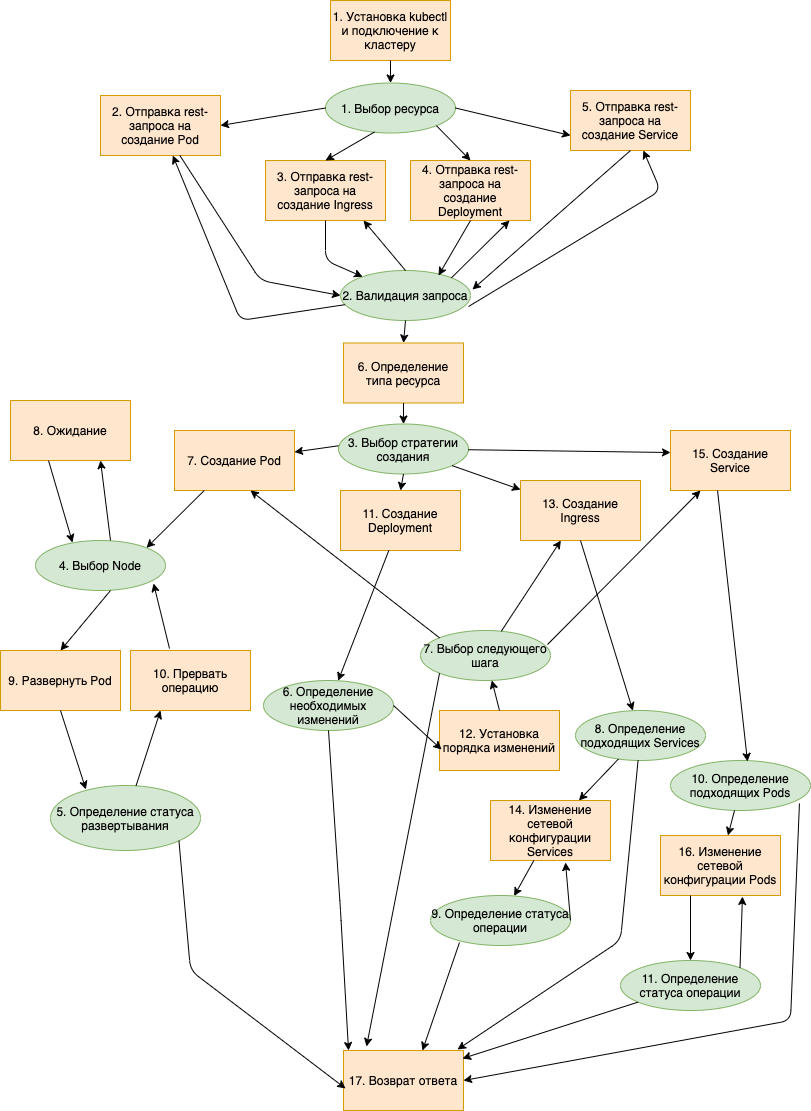 1. Установка kubectl
и подключение к
кластеру
1. Выбор ресурса
2. Отправка rest-
запроса на
создание Pod
5. Отправка rest-
запроса на
создание Service
3. Отправка rest-
запроса на
создание Ingress
4. Отправка rest-
запроса на
создание
Deployment
2. Валидация запроса
6. Определение
типа ресурса
3. Выбор стратегии
создания
8. Ожидание
7. Создание Pod
15. Создание
Service
11. Создание
Deployment
13. Создание
Ingress
4. Выбор Node
7. Выбор следующего
шага
9. Развернуть Pod
10. Прервать
операцию
6. Определение
необходимых
изменений
12. Установка
порядка изменений
8. Определение
подходящих Services
10. Определение
подходящих Pods
5. Определение статуса
развертывания
14. Изменение
сетевой
конфигурации
Services
16. Изменение
сетевой
конфигурации Pods
9. Определение статуса
операции
11. Определение
статуса операции
17. Возврат ответа